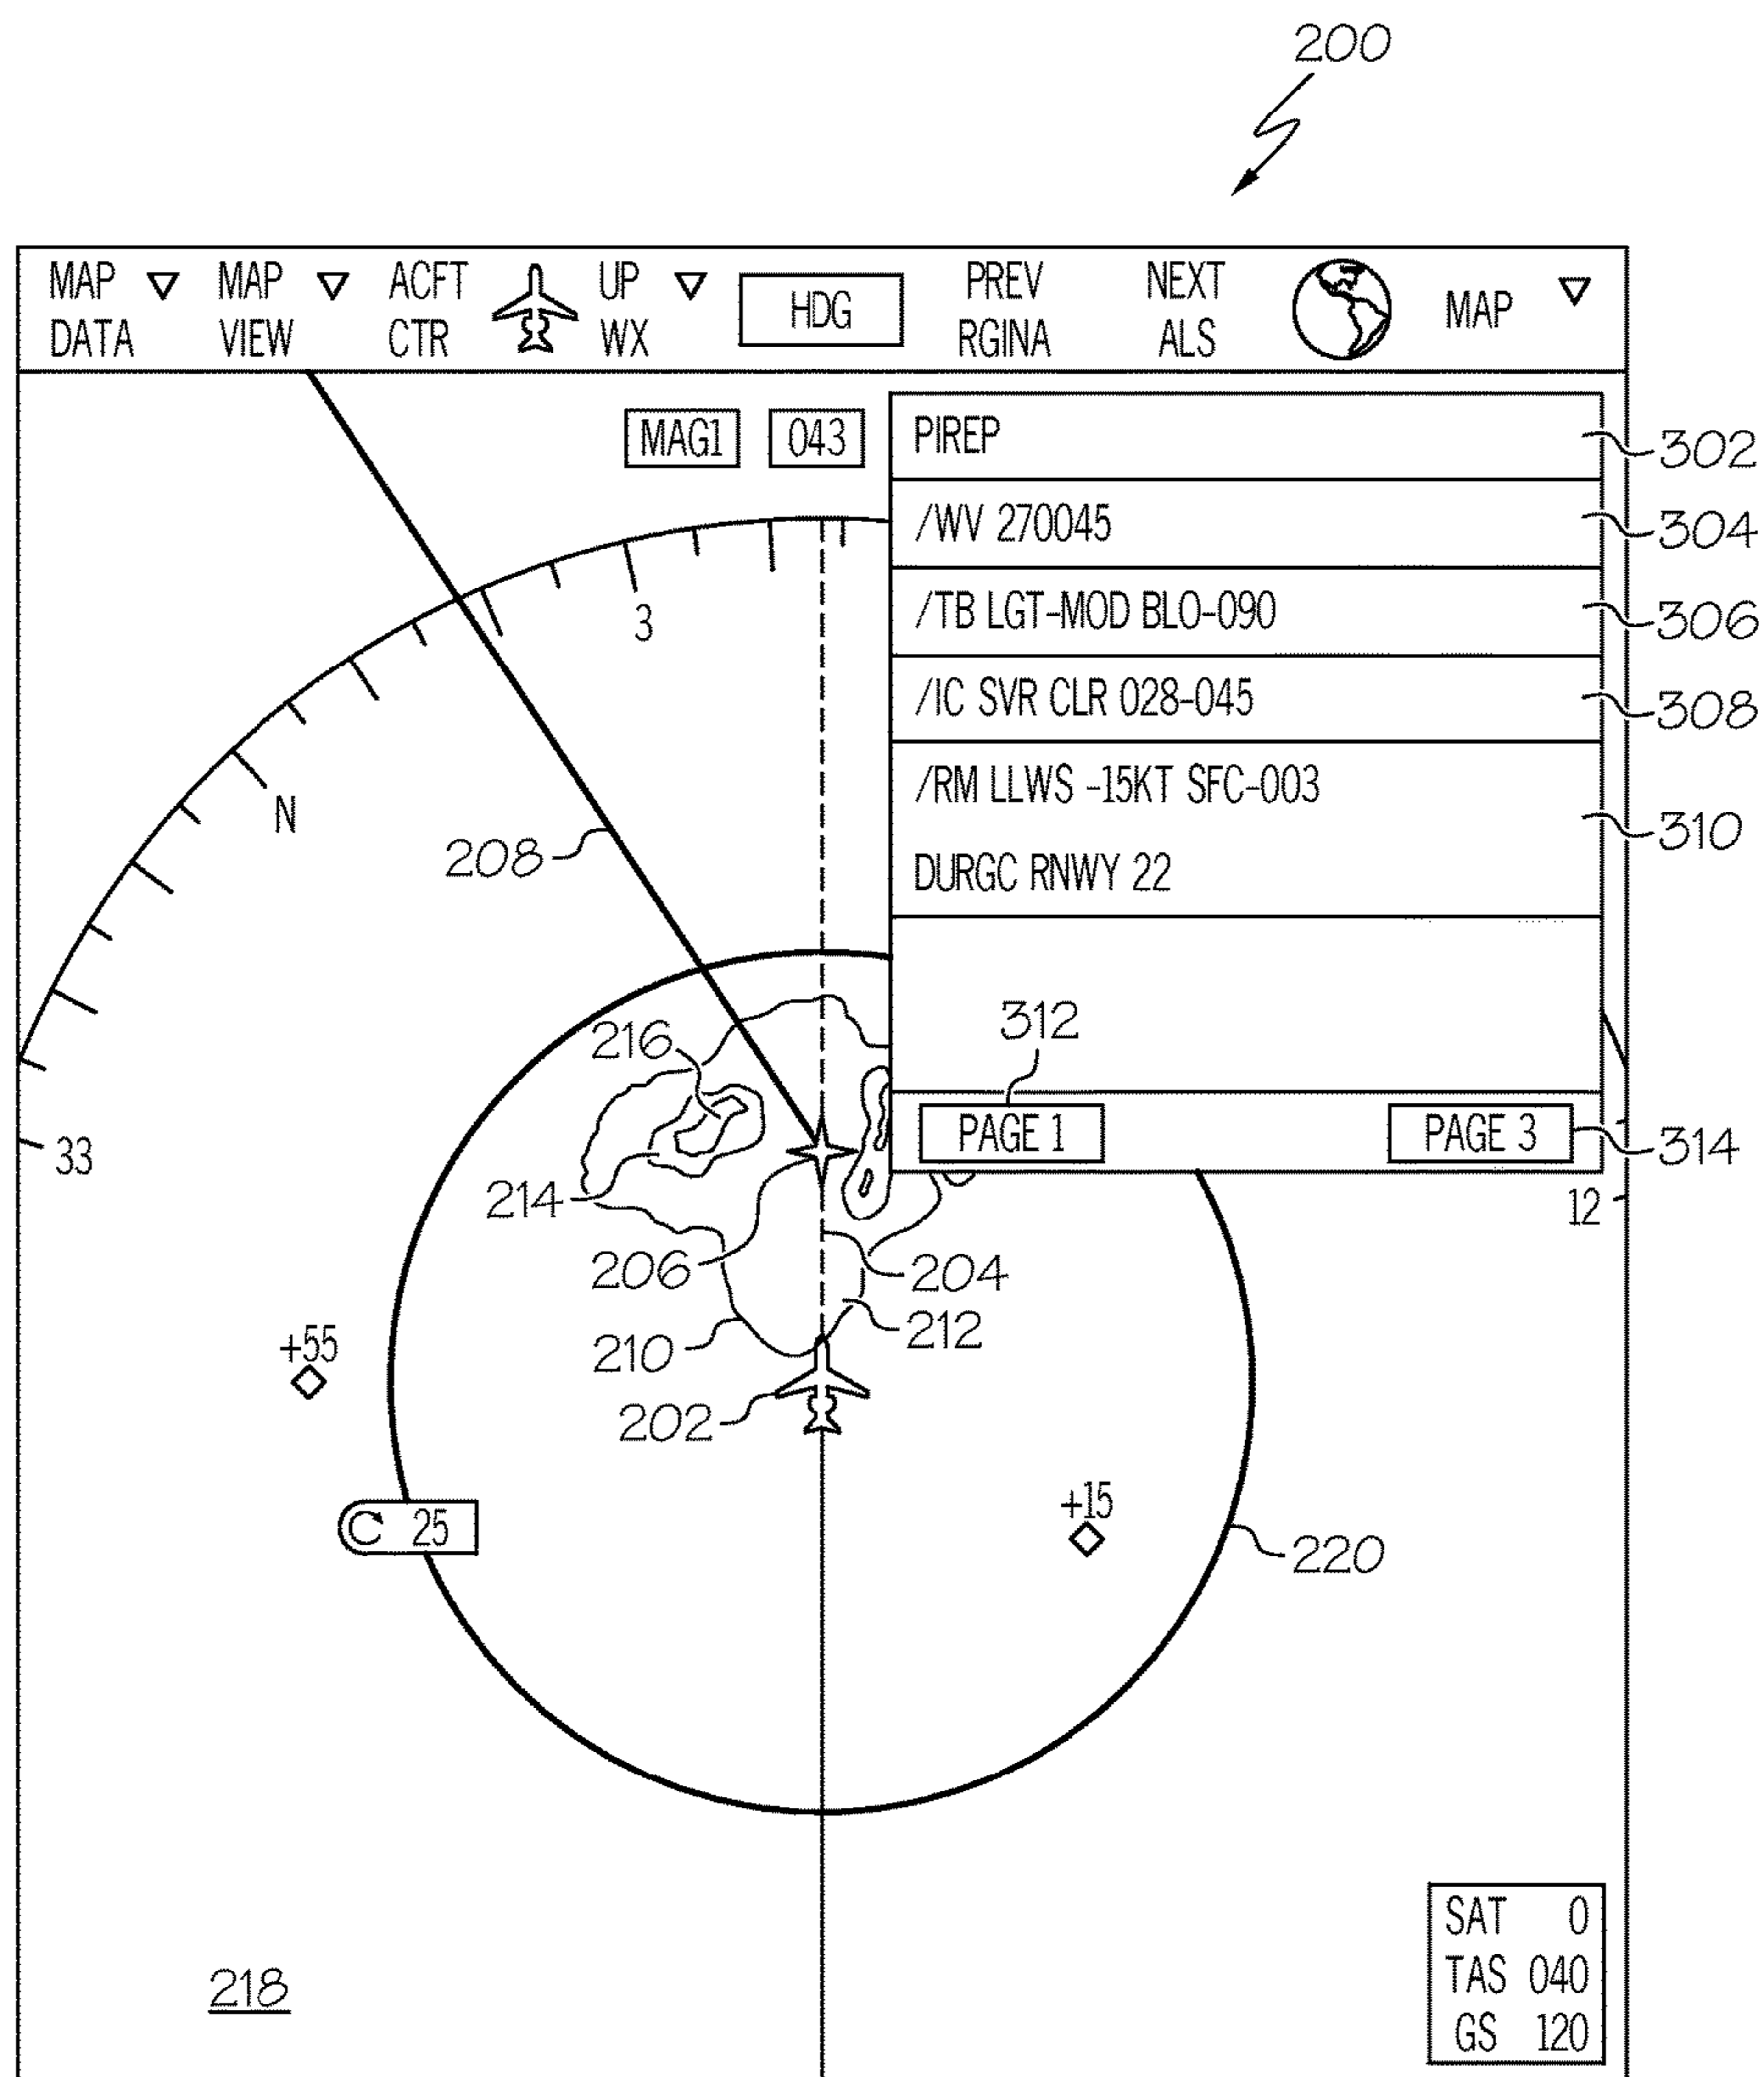 200
MAP DATA
MAP VIEW
ACFT CTR
UP WX
HDG
PREV RGINA
NEXT ALS
MAP
MAG1
043
PIREP
302
/WV 270045
304
/TB LGT-MOD BLO-090
306
/IC SVR CLR 028-045
308
/RM LLWS -15KT SFC-003
310
DURGC RNWY 22
3
N
208
216
312
PAGE 1
PAGE 3
314
33
214
12
206
204
210
212
+55
202
25
+15
220
218
SAT 0
TAS 040
GS 120